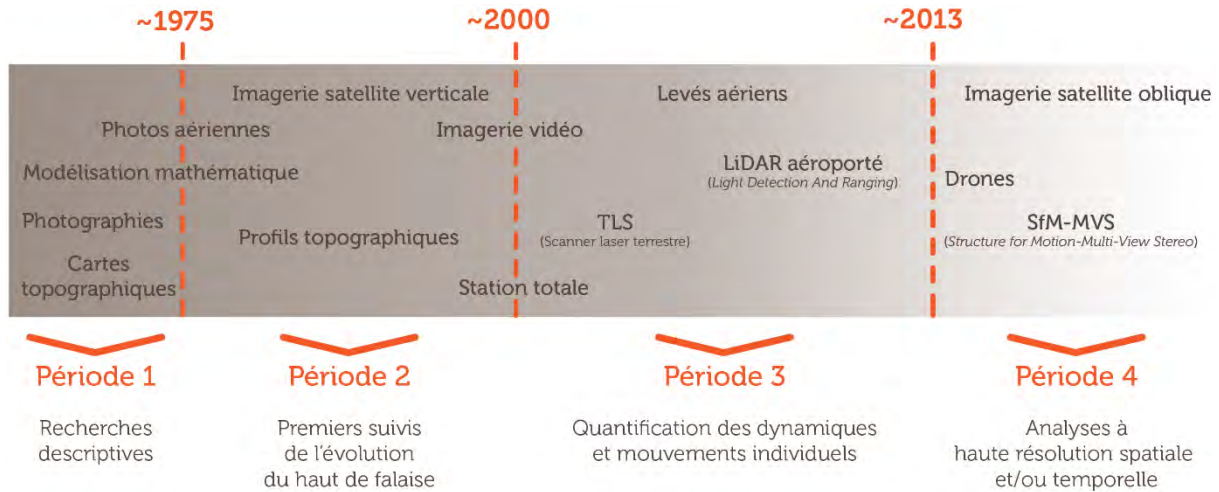 ~1975
~2000
~2013
Imagerie satellite verticale
Levés aériens
Imagerie satellite oblique
Photos aériennes
Imagerie vidéo
Modélisation mathématique
LiDAR aéroporté
(Light Detection And Ranging)
Drones
Photographies
Profils topographiques
TLS
(Scanner laser terrestre)
SfM-MVS
(Structure for Motion-Multi-View Stereo)
Cartes
topographiques
Station totale
Période 1
Recherches
descriptives
Période 2
Premiers suivis
de l'évolution
du haut de falaise
Période 3
Quantification des dynamiques
et mouvements individuels
Période 4
Analyses à
haute résolution spatiale
et/ou temporelle